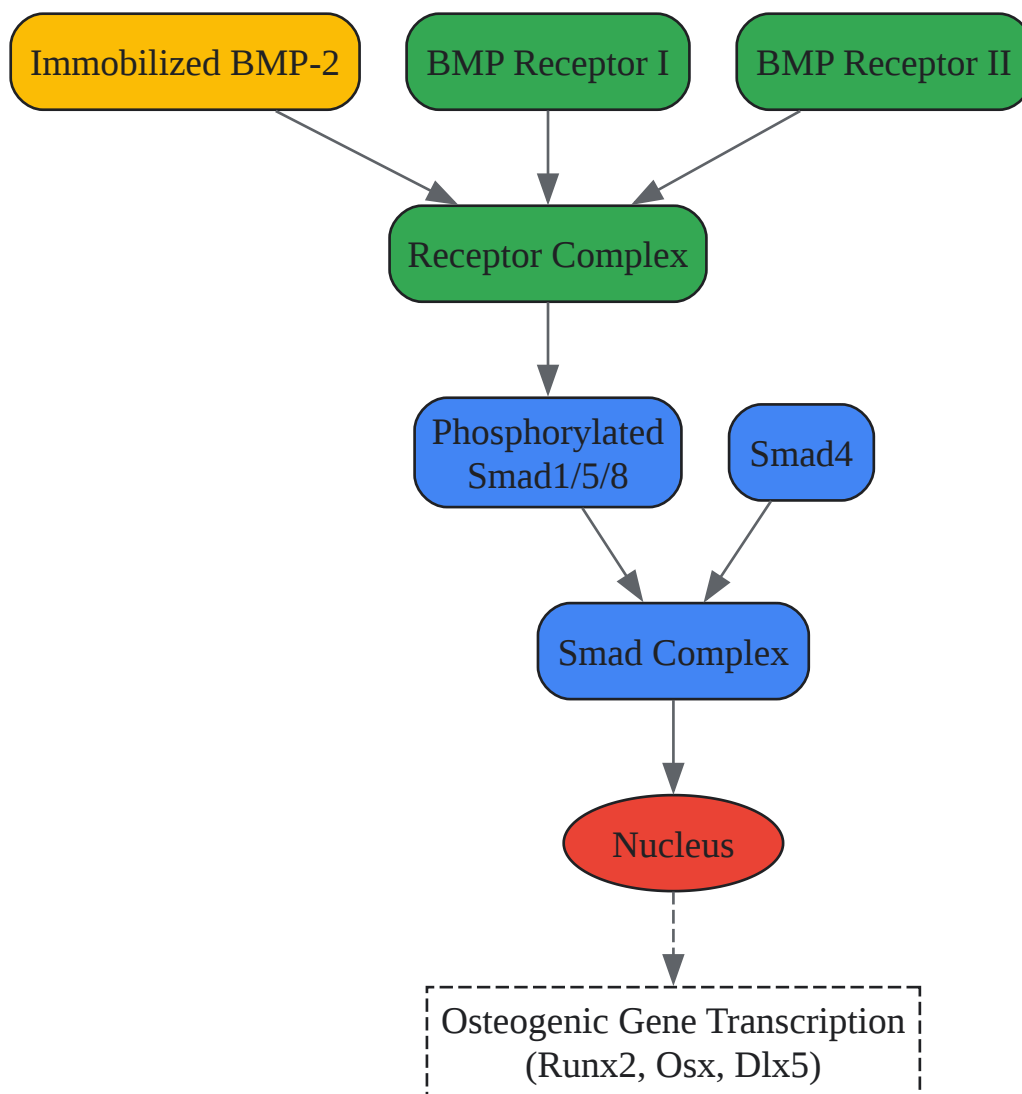 Immobilized BMP-2
BMP Receptor I
BMP Receptor II
Receptor Complex
Phosphorylated
Smad1/5/8
Smad4
Smad Complex
Nucleus
Osteogenic Gene Transcription
(Runx2, Osx, Dlx5)